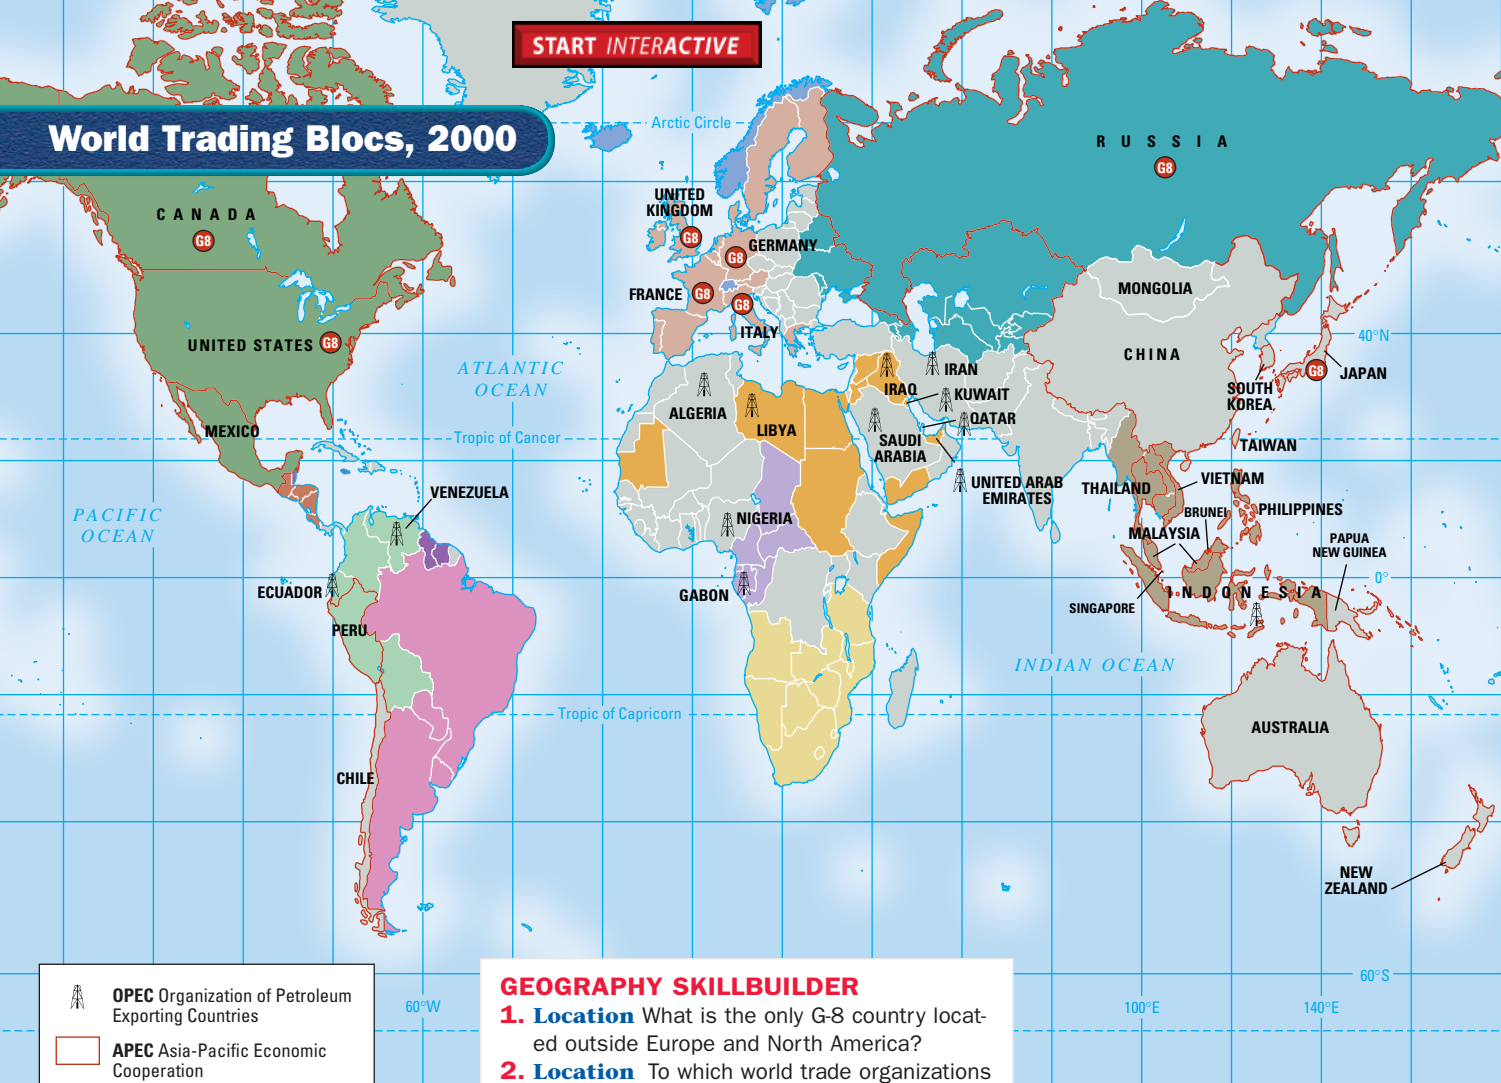 START INTERACTIVE
World Trading Blocs, 2000
Arctic Circle
RUSSIA
G8
UNITED
KINGDOM
G8
CANADA
G8
GERMANY
G8
MONGOLIA
FRANCE
G8
G8
ITALY
UNITED STATES
G8
40°N
CHINA
ATLANTIC
OCEAN
IRAN
JAPAN
G8
IRAQ
KUWAIT
SOUTH
KOREA
ALGERIA
QATAR
LIBYA
MEXICO
Tropic of Cancer
SAUDI
ARABIA
TAIWAN
VENEZUELA
UNITED ARAB
EMIRATES
THAILAND
VIETNAM
PACIFIC
OCEAN
NIGERIA
BRUNEI
PHILIPPINES
MALAYSIA
PAPUA
NEW GUINEA
0°
ECUADOR
GABON
INDONESIA
SINGAPORE
PERU
INDIAN OCEAN
Tropic of Capricorn
AUSTRALIA
CHILE
NEW
ZEALAND
60°S
60°W
100°E
140°E
OPEC Organization of Petroleum
Exporting Countries
APEC Asia-Pacific Economic
Cooperation
GEOGRAPHY SKILLBUILDER
1. Location What is the only G-8 country locat-
ed outside Europe and North America?
2. Location To which world trade organizations